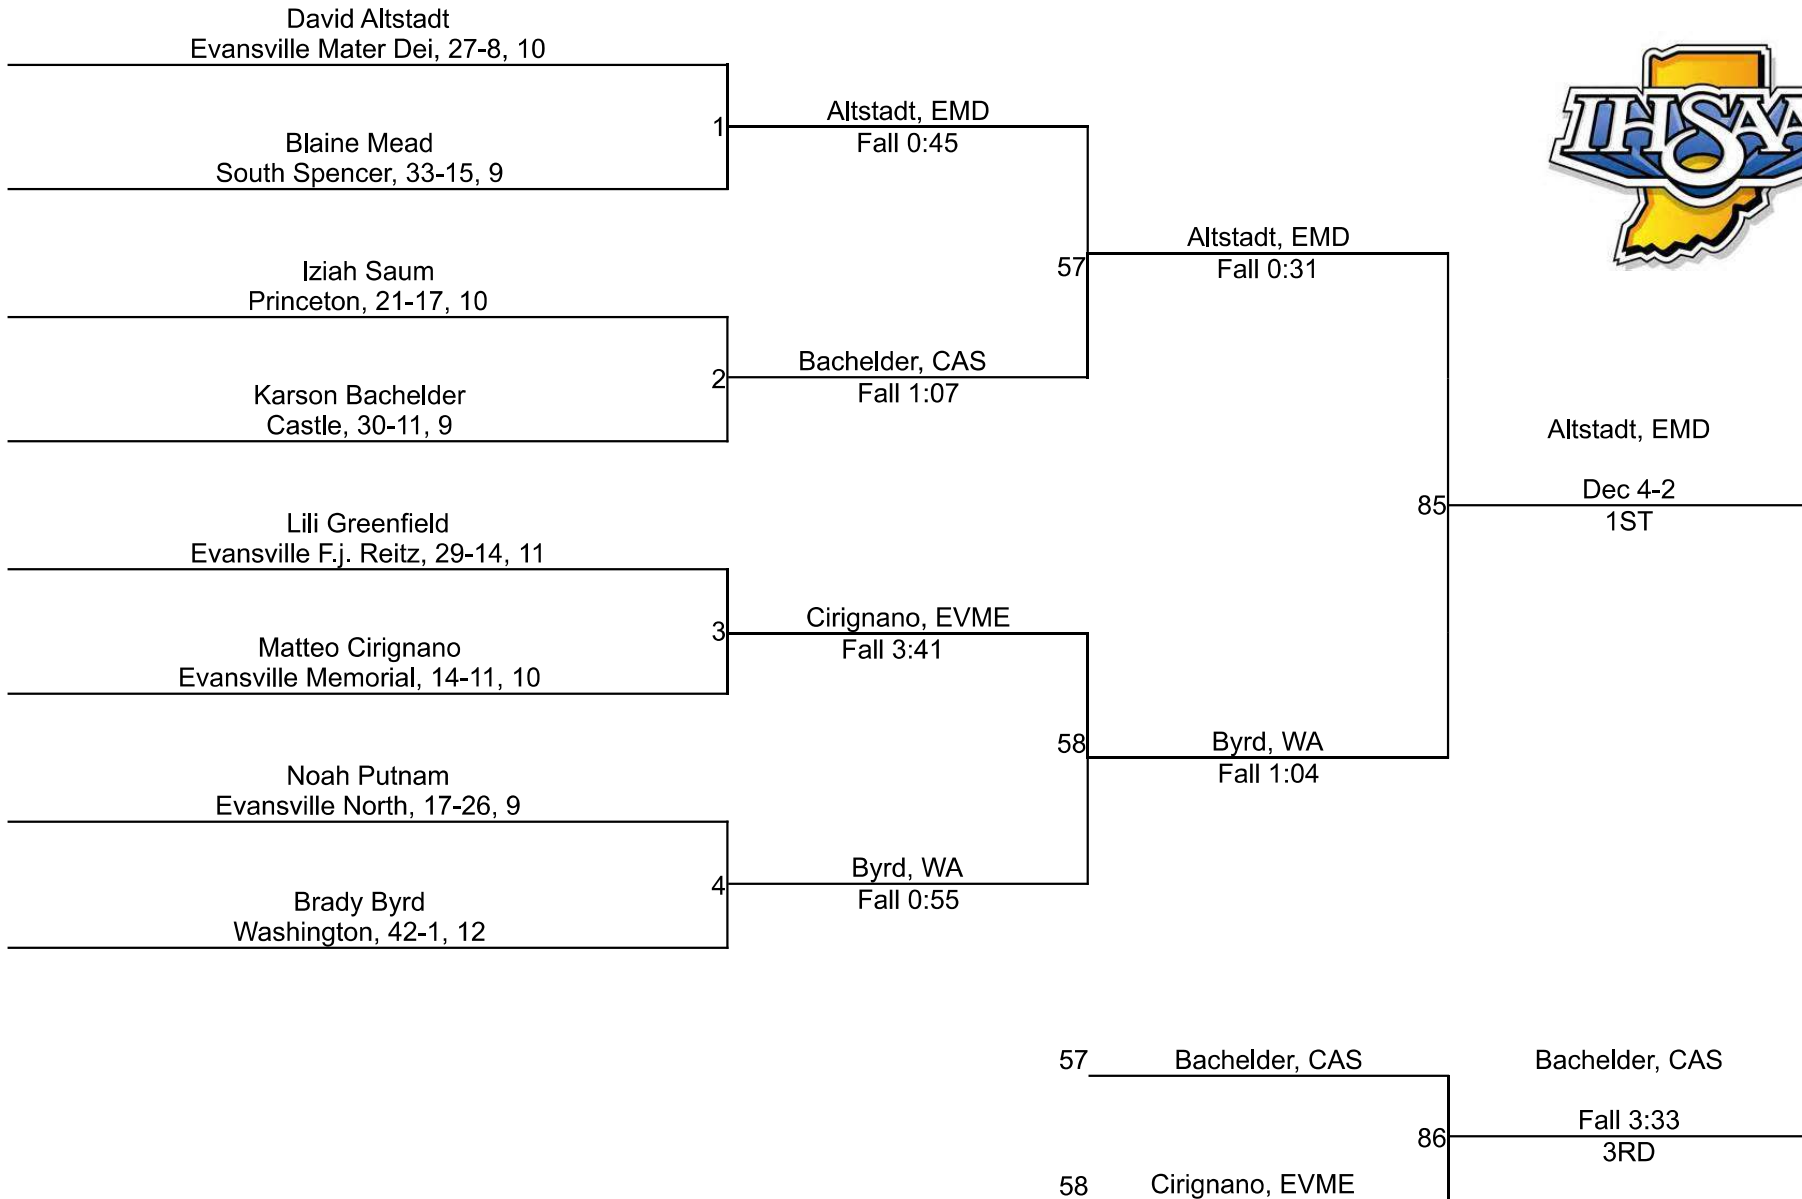 David Altstadt
Evansville Mater Dei, 27-8, 10
1
Altstadt, EMD
Fall 0:45
Blaine Mead
South Spencer, 33-15, 9
IHSAA
57
Altstadt, EMD
Fall 0:31
Iziah Saum
Princeton, 21-17, 10
2
Bachelder, CAS
Fall 1:07
Karson Bachelder
Castle, 30-11, 9
85
Altstadt, EMD
Dec 4-2
1ST
Lili Greenfield
Evansville F.j. Reitz, 29-14, 11
3
Cirignano, EVME
Fall 3:41
Matteo Cirignano
Evansville Memorial, 14-11, 10
58
Byrd, WA
Fall 1:04
Noah Putnam
Evansville North, 17-26, 9
4
Byrd, WA
Fall 0:55
Brady Byrd
Washington, 42-1, 12
57
Bachelder, CAS
Bachelder, CAS
86
Fall 3:33
3RD
58
Cirignano, EVME